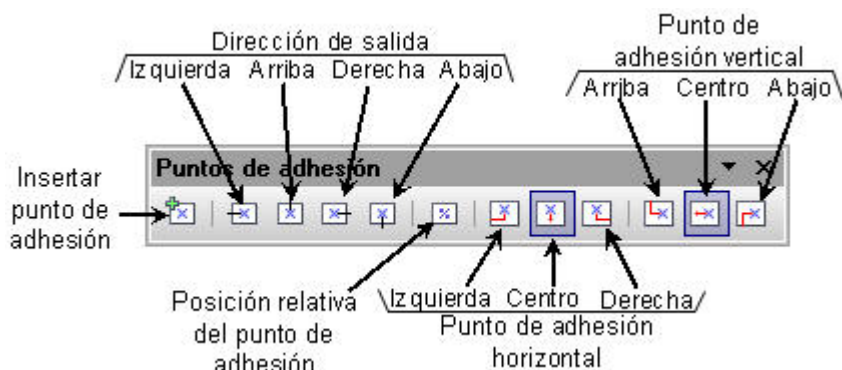 Dirección de salida
Izquierda Arriba Derecha Abajo
Punto de
adhesión vertical
Arriba Centro Abajo
Puntos de adhesión
Insertar
punto de
adhesión
Posición relativa
del punto de
adhesión
Izquierda Centro Derecha
Punto de adhesión
horizontal